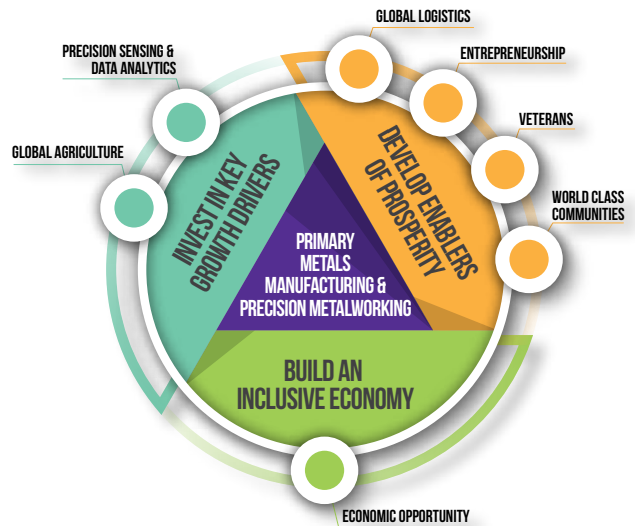 GLOBAL LOGISTICS
PRECISION SENSING &
DATA ANALYTICS
ENTREPRENEURSHIP
VETERANS
GLOBAL AGRICULTURE
WORLD CLASS
COMMUNITIES
INVEST IN KEY
GROWTH DRIVERS
DEVELOP ENABLERS
OF PROSPERITY
PRIMARY
METALS
MANUFACTURING &
PRECISION METALWORKING
BUILD AN
INCLUSIVE ECONOMY
ECONOMIC OPPORTUNITY